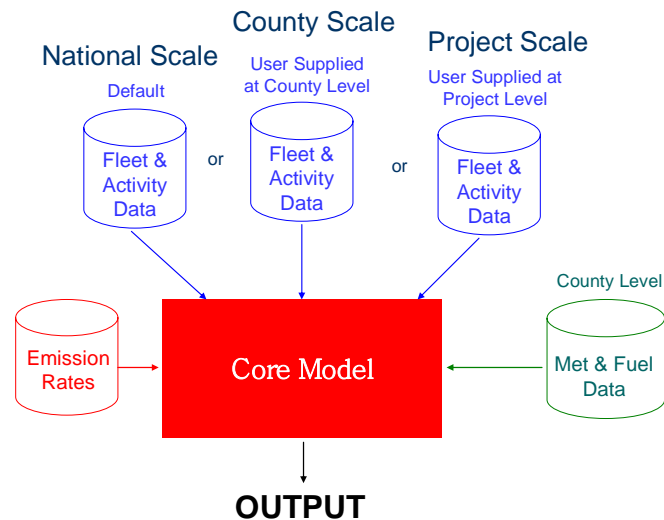 County Scale
National Scale
Project Scale
Default
User Supplied
at County Level
User Supplied at
Project Level
Fleet &
Activity
Data
or
Fleet &
Activity
Data
or
Fleet &
Activity
Data
County Level
Emission
Rates
Core Model
Met & Fuel
Data
OUTPUT